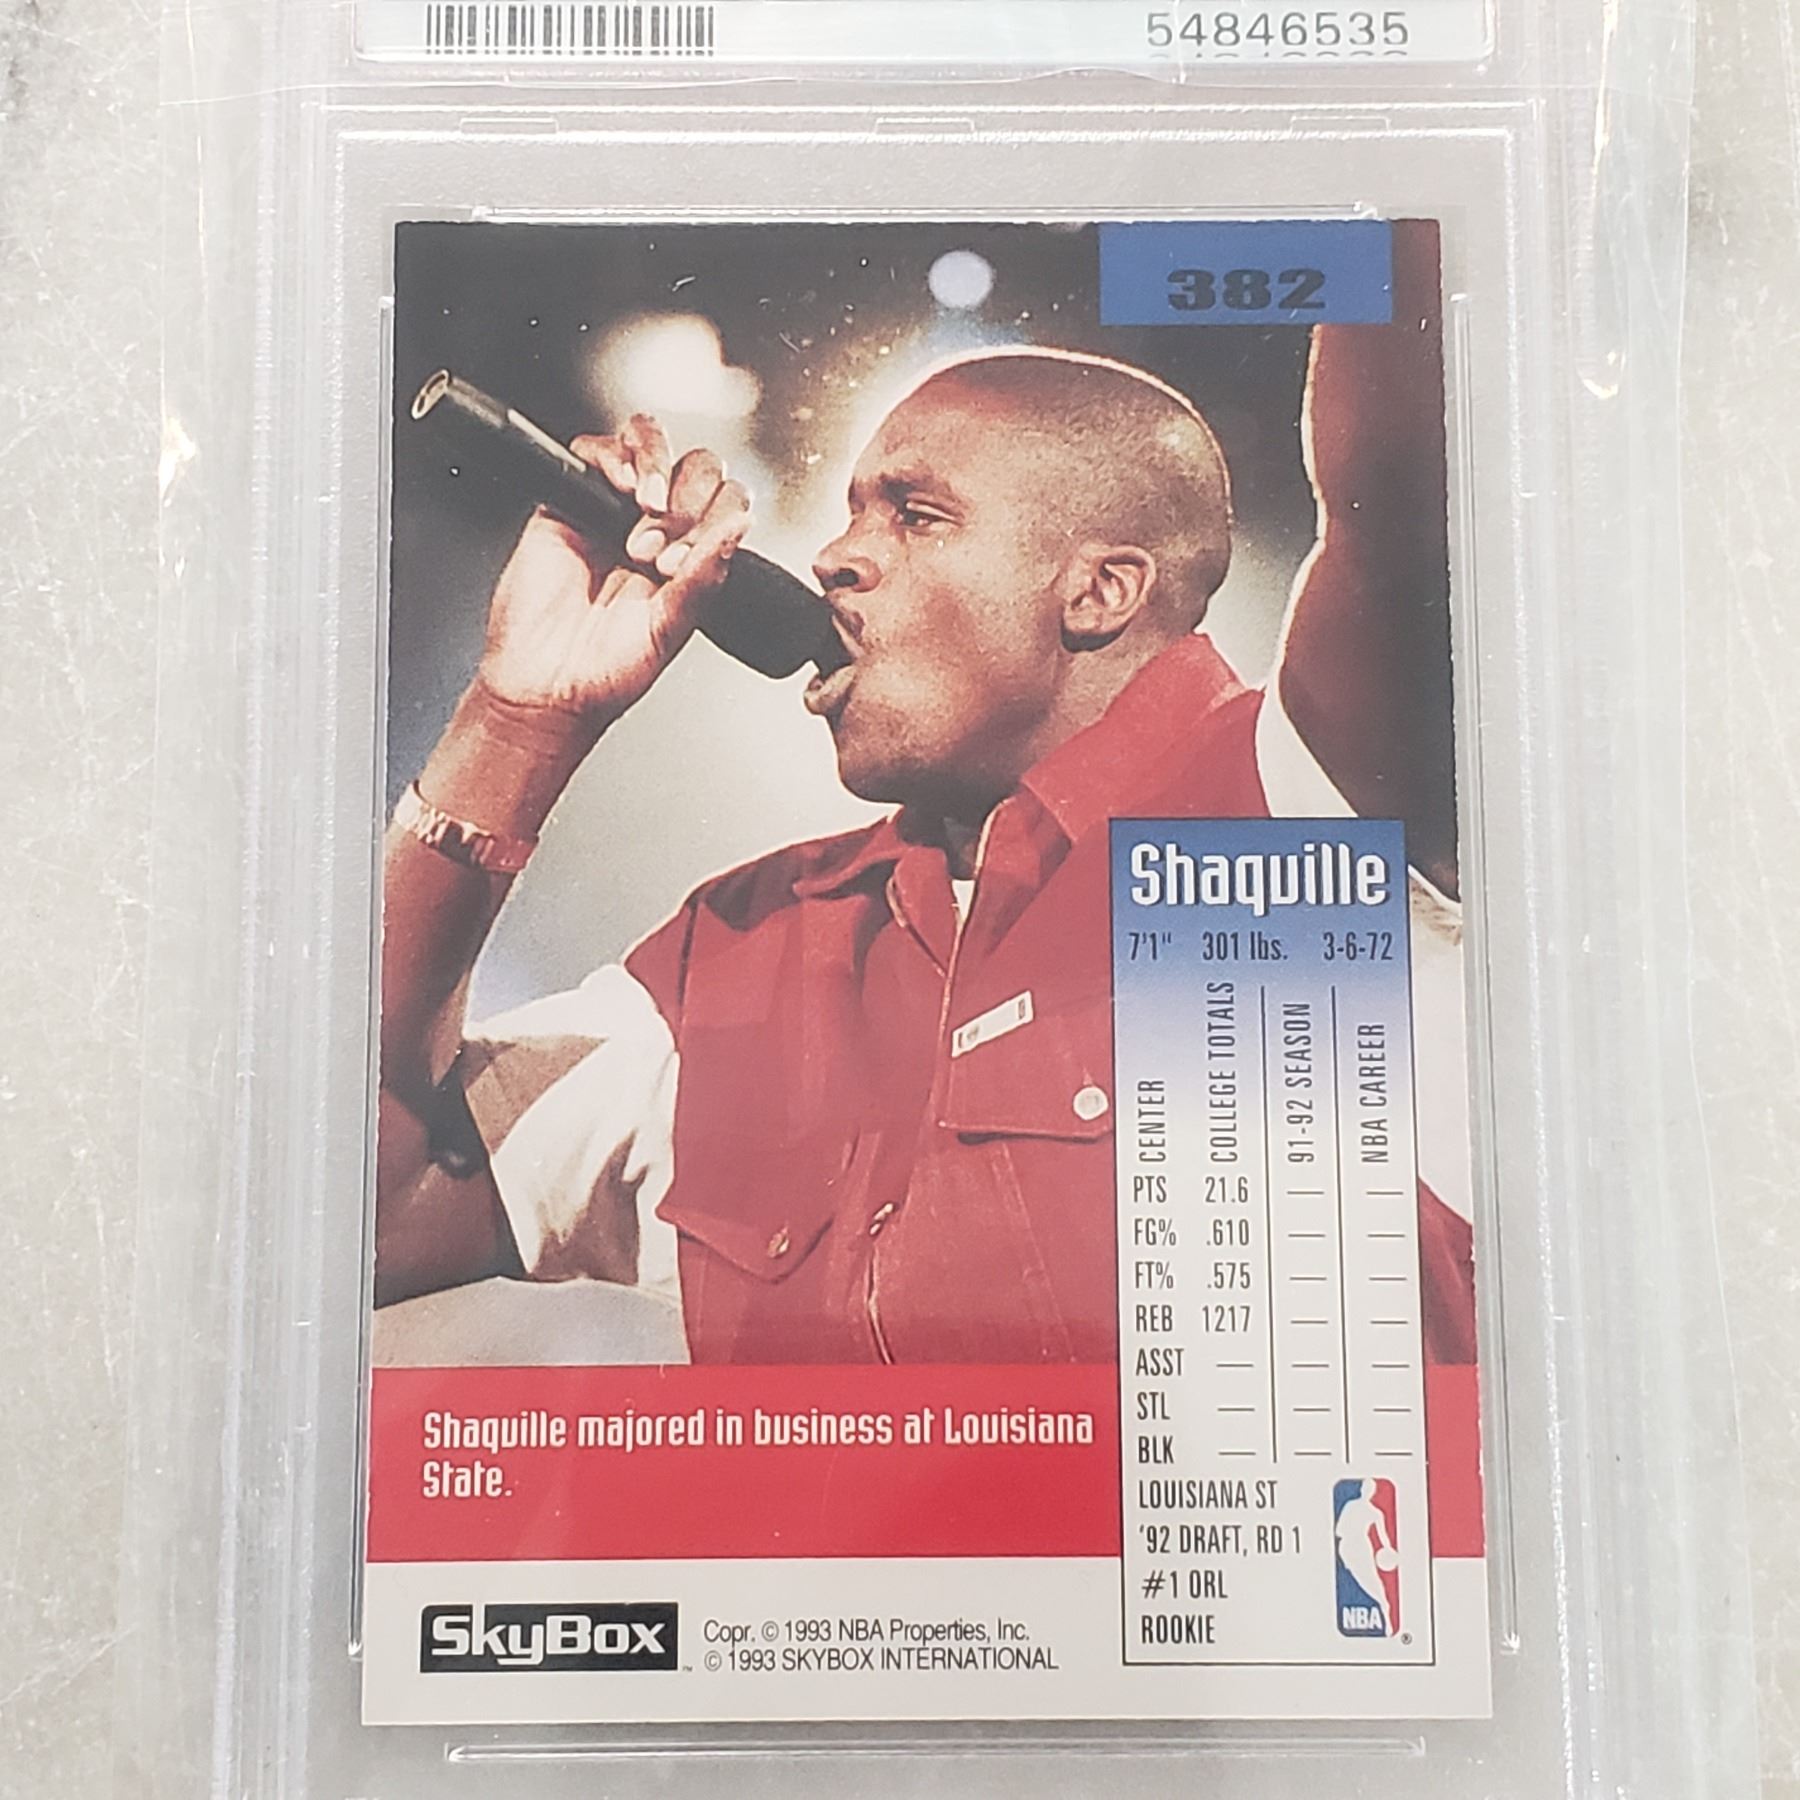 54846535
382
Shaquille
7'1" 301 lbs. 3-6-72
CENTER COLLEGE TOTALS 91-92 SEASON NBA CAREER
PTS 21.6 — —
FG% .610 — —
FT% .575 — —
REB 1217 — —
ASST — — —
STL — — —
BLK — — —
LOUISIANA ST
'92 DRAFT, RD 1
#1 ORL
ROOKIE
NBA ®
Shaquille majored in business at Louisiana
State.
SkyBox ™
Copr. © 1993 NBA Properties, Inc.
© 1993 SKYBOX INTERNATIONAL